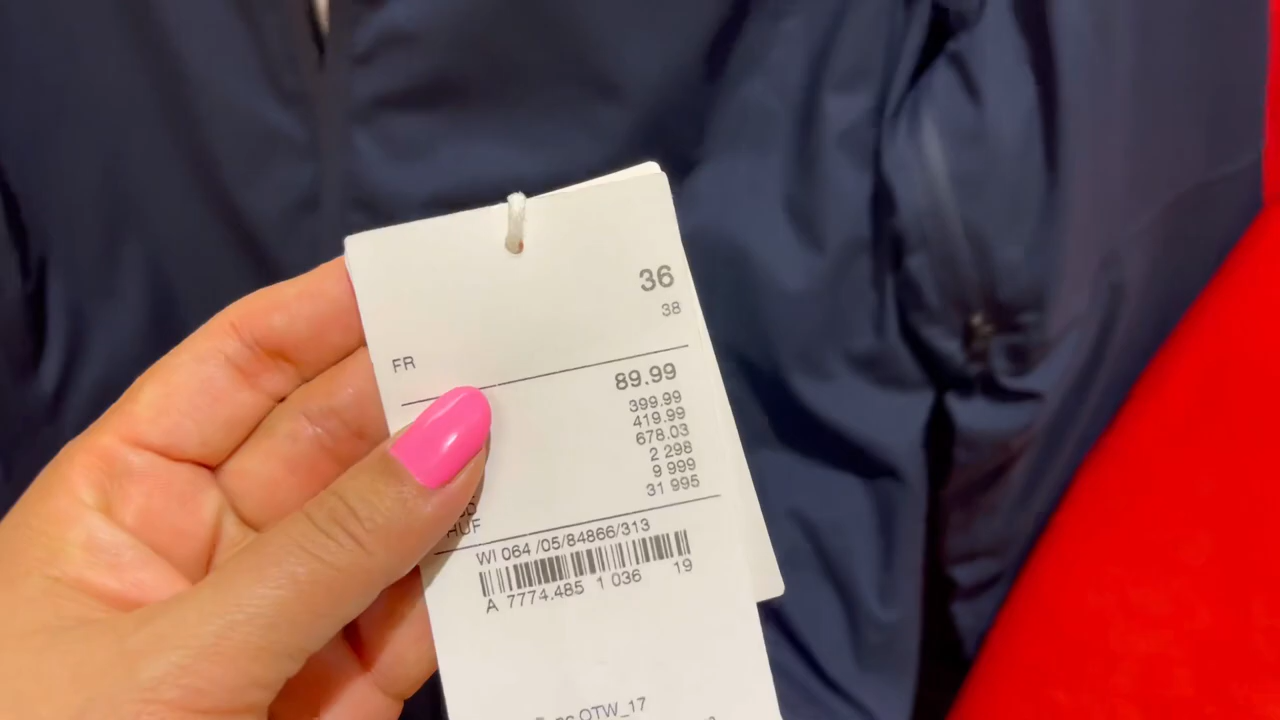 36
38
FR
89.99
399.99
419.99
678.03
2 298
9 999
31 995
HUF
WI 064 /05/84866/313
A 7774.485 1 036 19
QTW_17